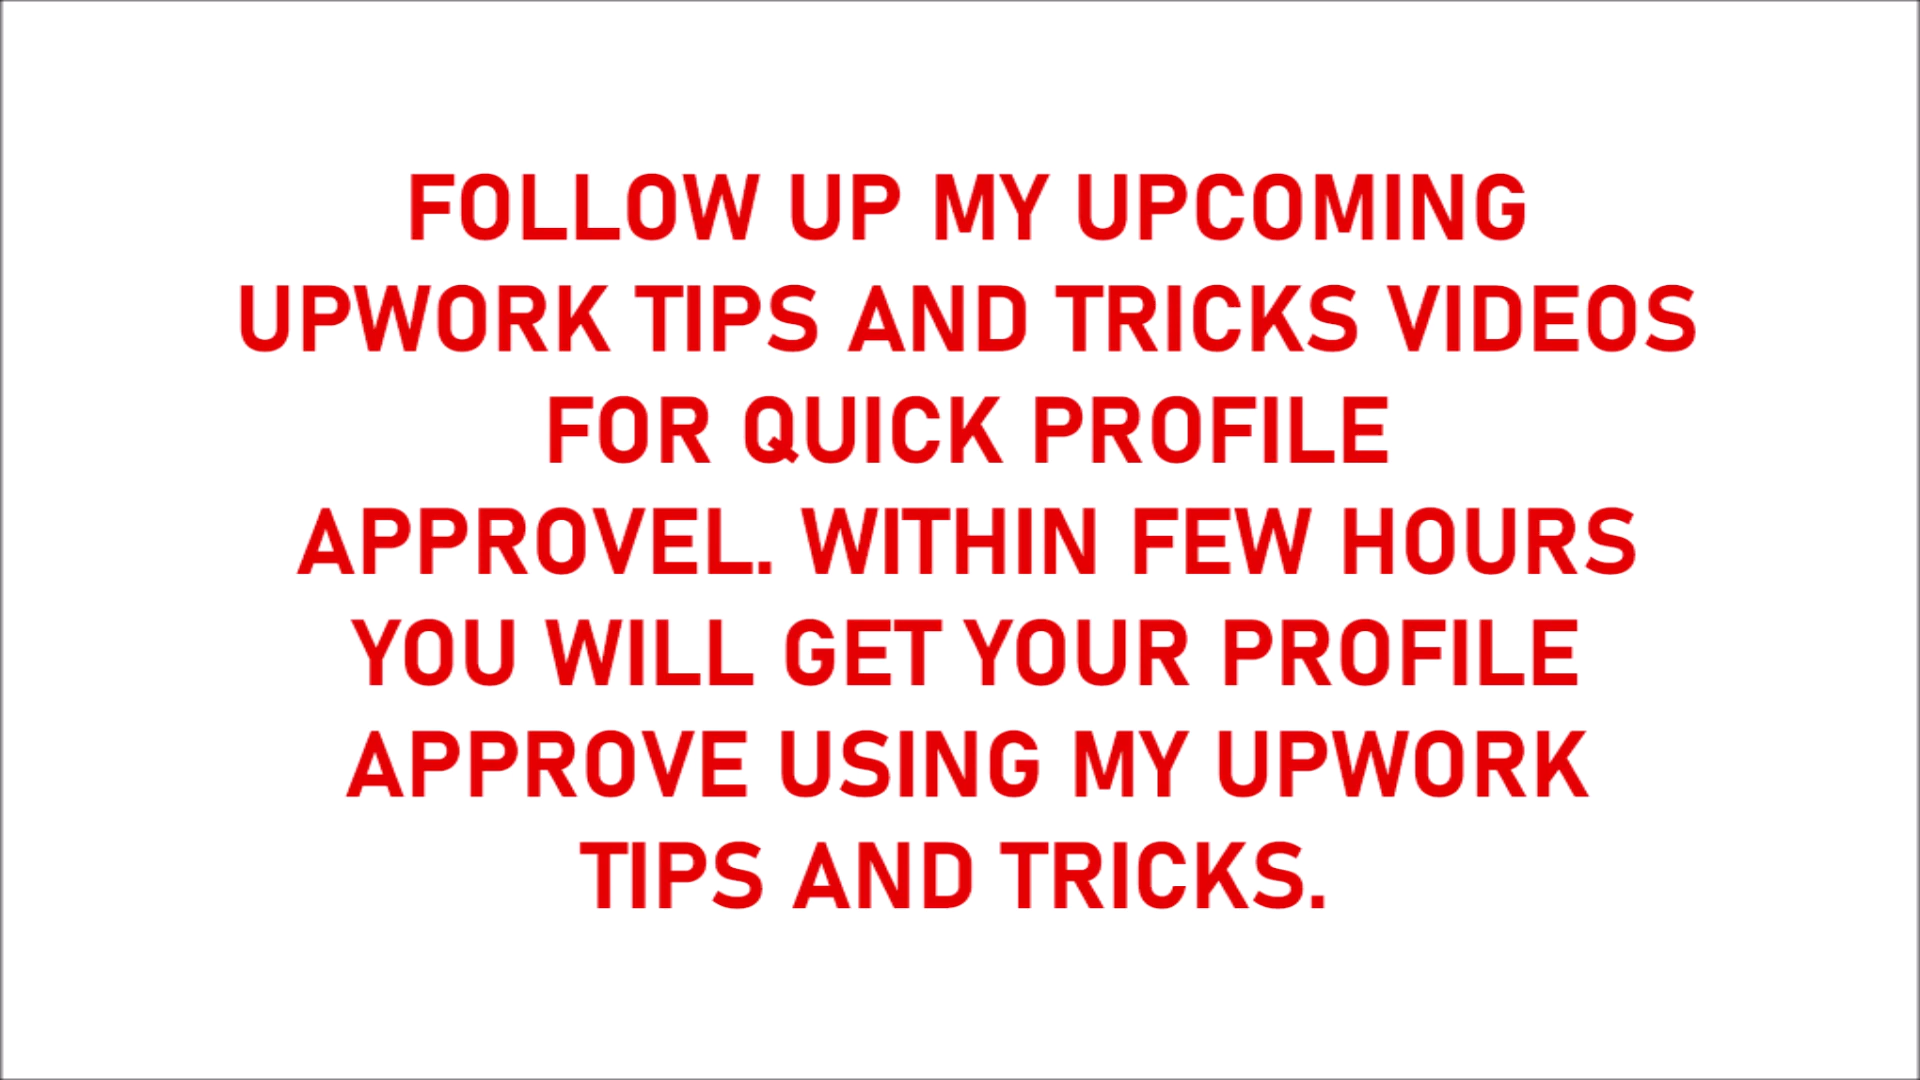 FOLLOW UP MY UPCOMING
UPWORK TIPS AND TRICKS VIDEOS
FOR QUICK PROFILE
APPROVEL. WITHIN FEW HOURS
YOU WILL GET YOUR PROFILE
APPROVE USING MY UPWORK
TIPS AND TRICKS.